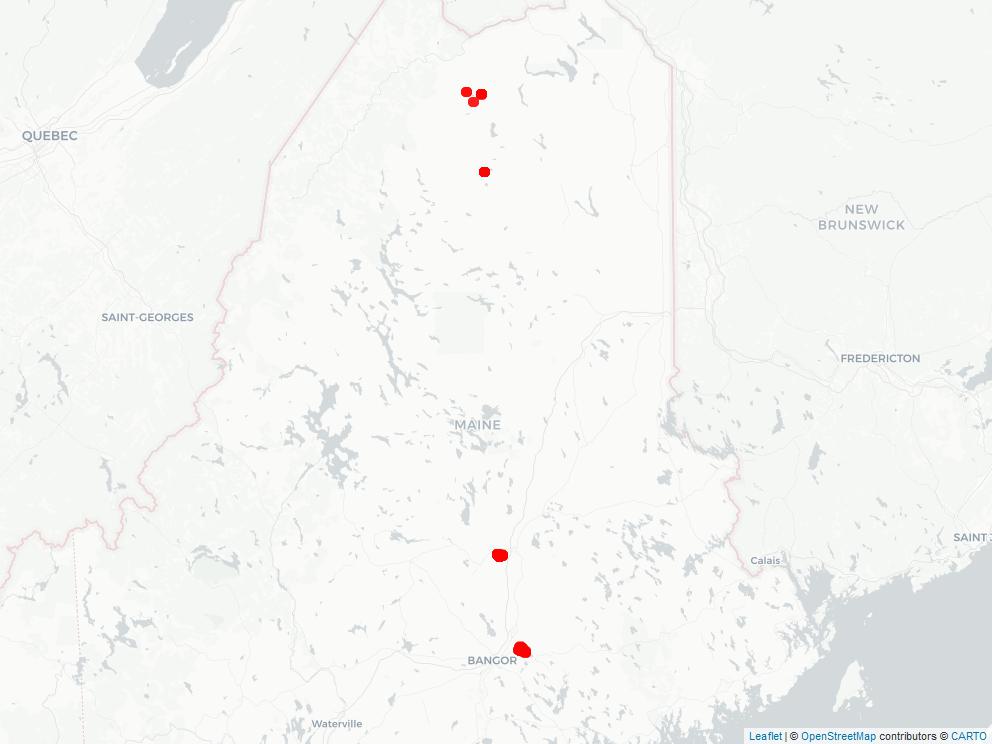 QUEBEC
NEW
BRUNSWICK
SAINT-GEORGES
FREDERICTON
MAINE
SAINT J
Calais
BANGOR
Waterville
Leaflet | © OpenStreetMap contributors © CARTO